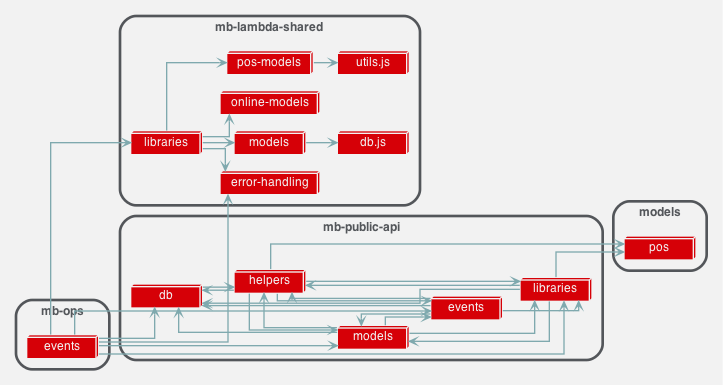 mb-lambda-shared
pos-models
utils.js
online-models
libraries
models
db.js
error-handling
mb-public-api
models
pos
helpers
libraries
db
events
models
mb-ops
events